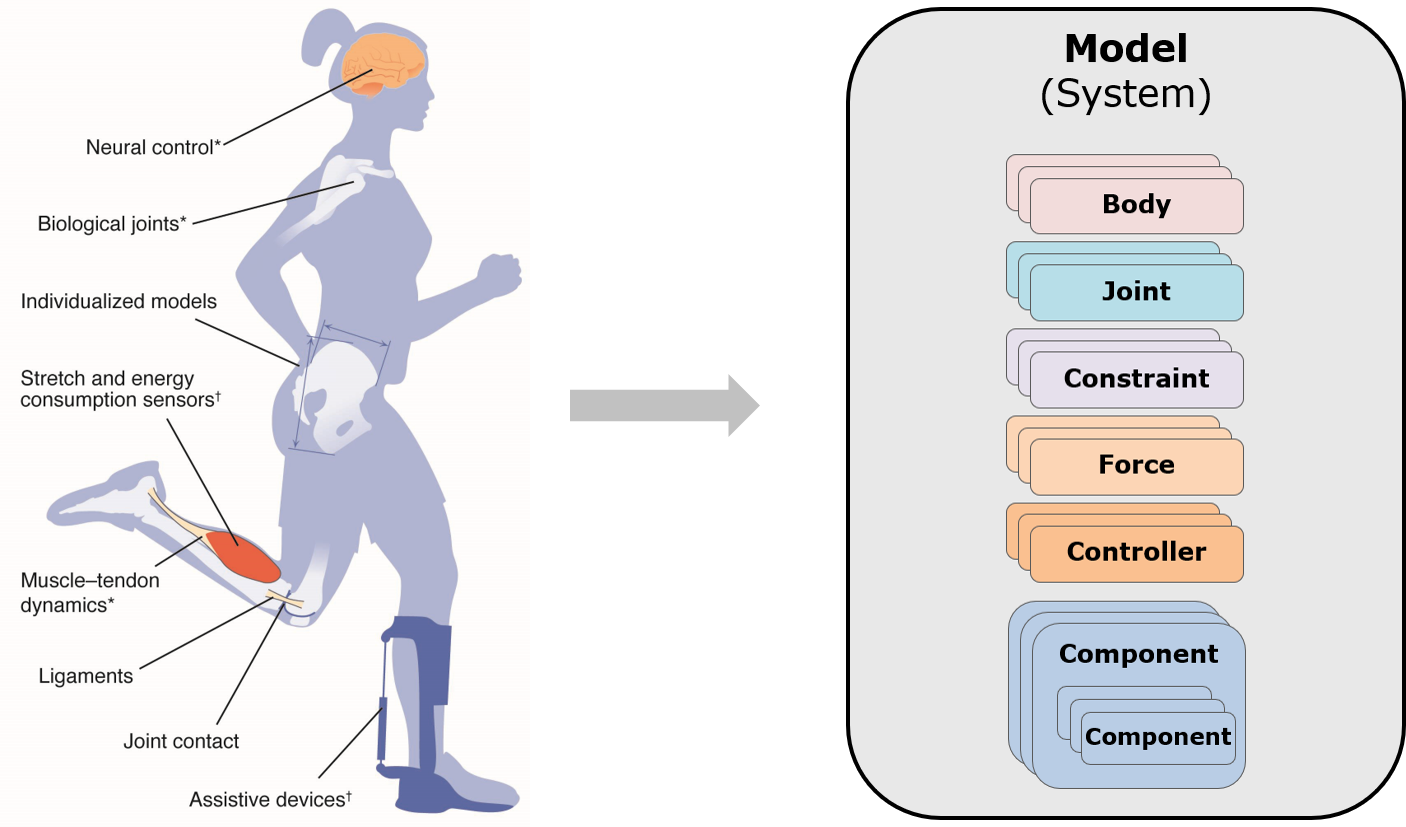 Neural control*
Biological joints*
Individualized models
Stretch and energy
consumption sensors†
Muscle–tendon
dynamics*
Ligaments
Joint contact
Assistive devices†
Model
(System)
Body
Joint
Constraint
Force
Controller
Component
Component